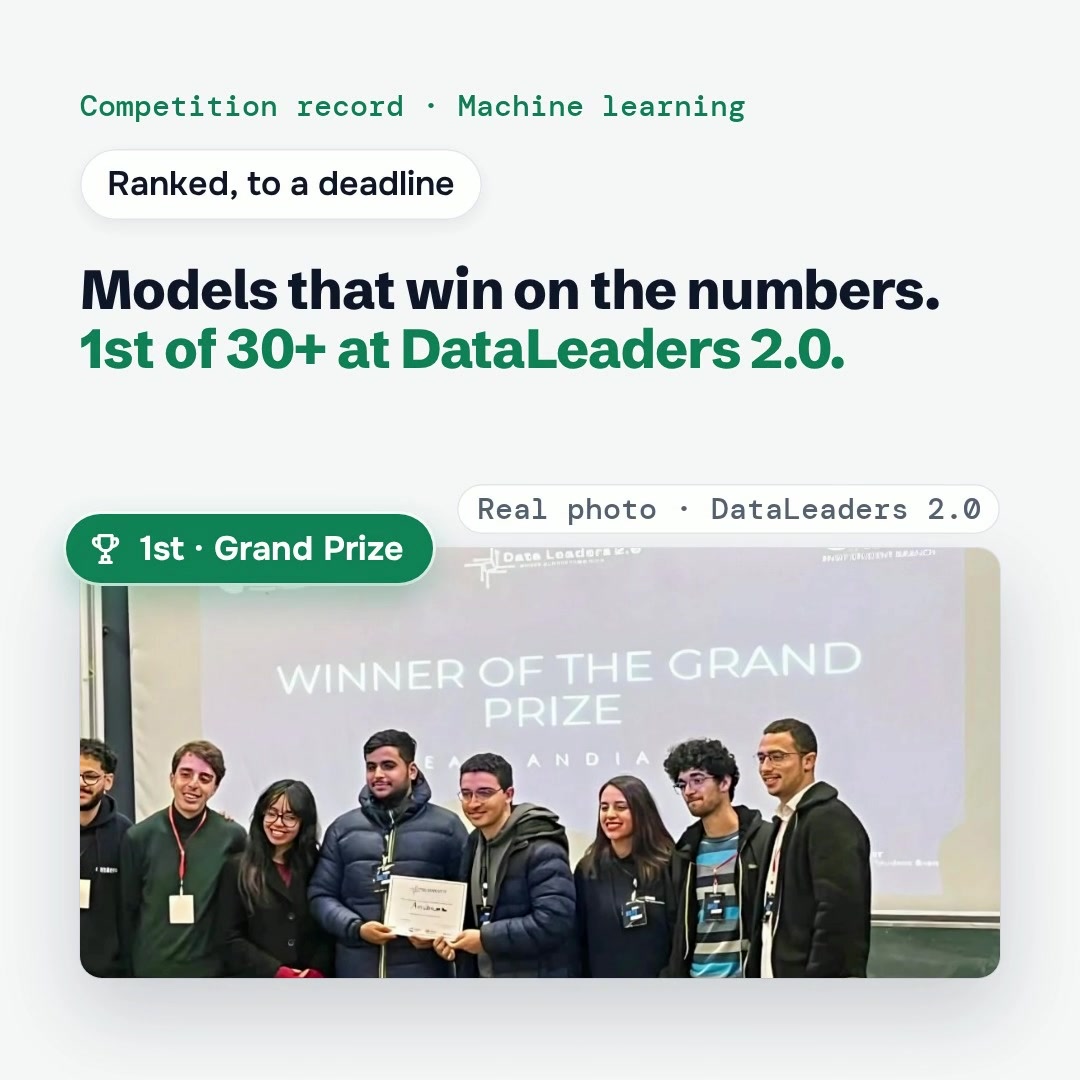 Competition record · Machine learning
Ranked, to a deadline
Models that win on the numbers.
1st of 30+ at DataLeaders 2.0.
Real photo · DataLeaders 2.0
1st · Grand Prize
Data Leaders 2.0
WINNER OF THE GRAND
PRIZE